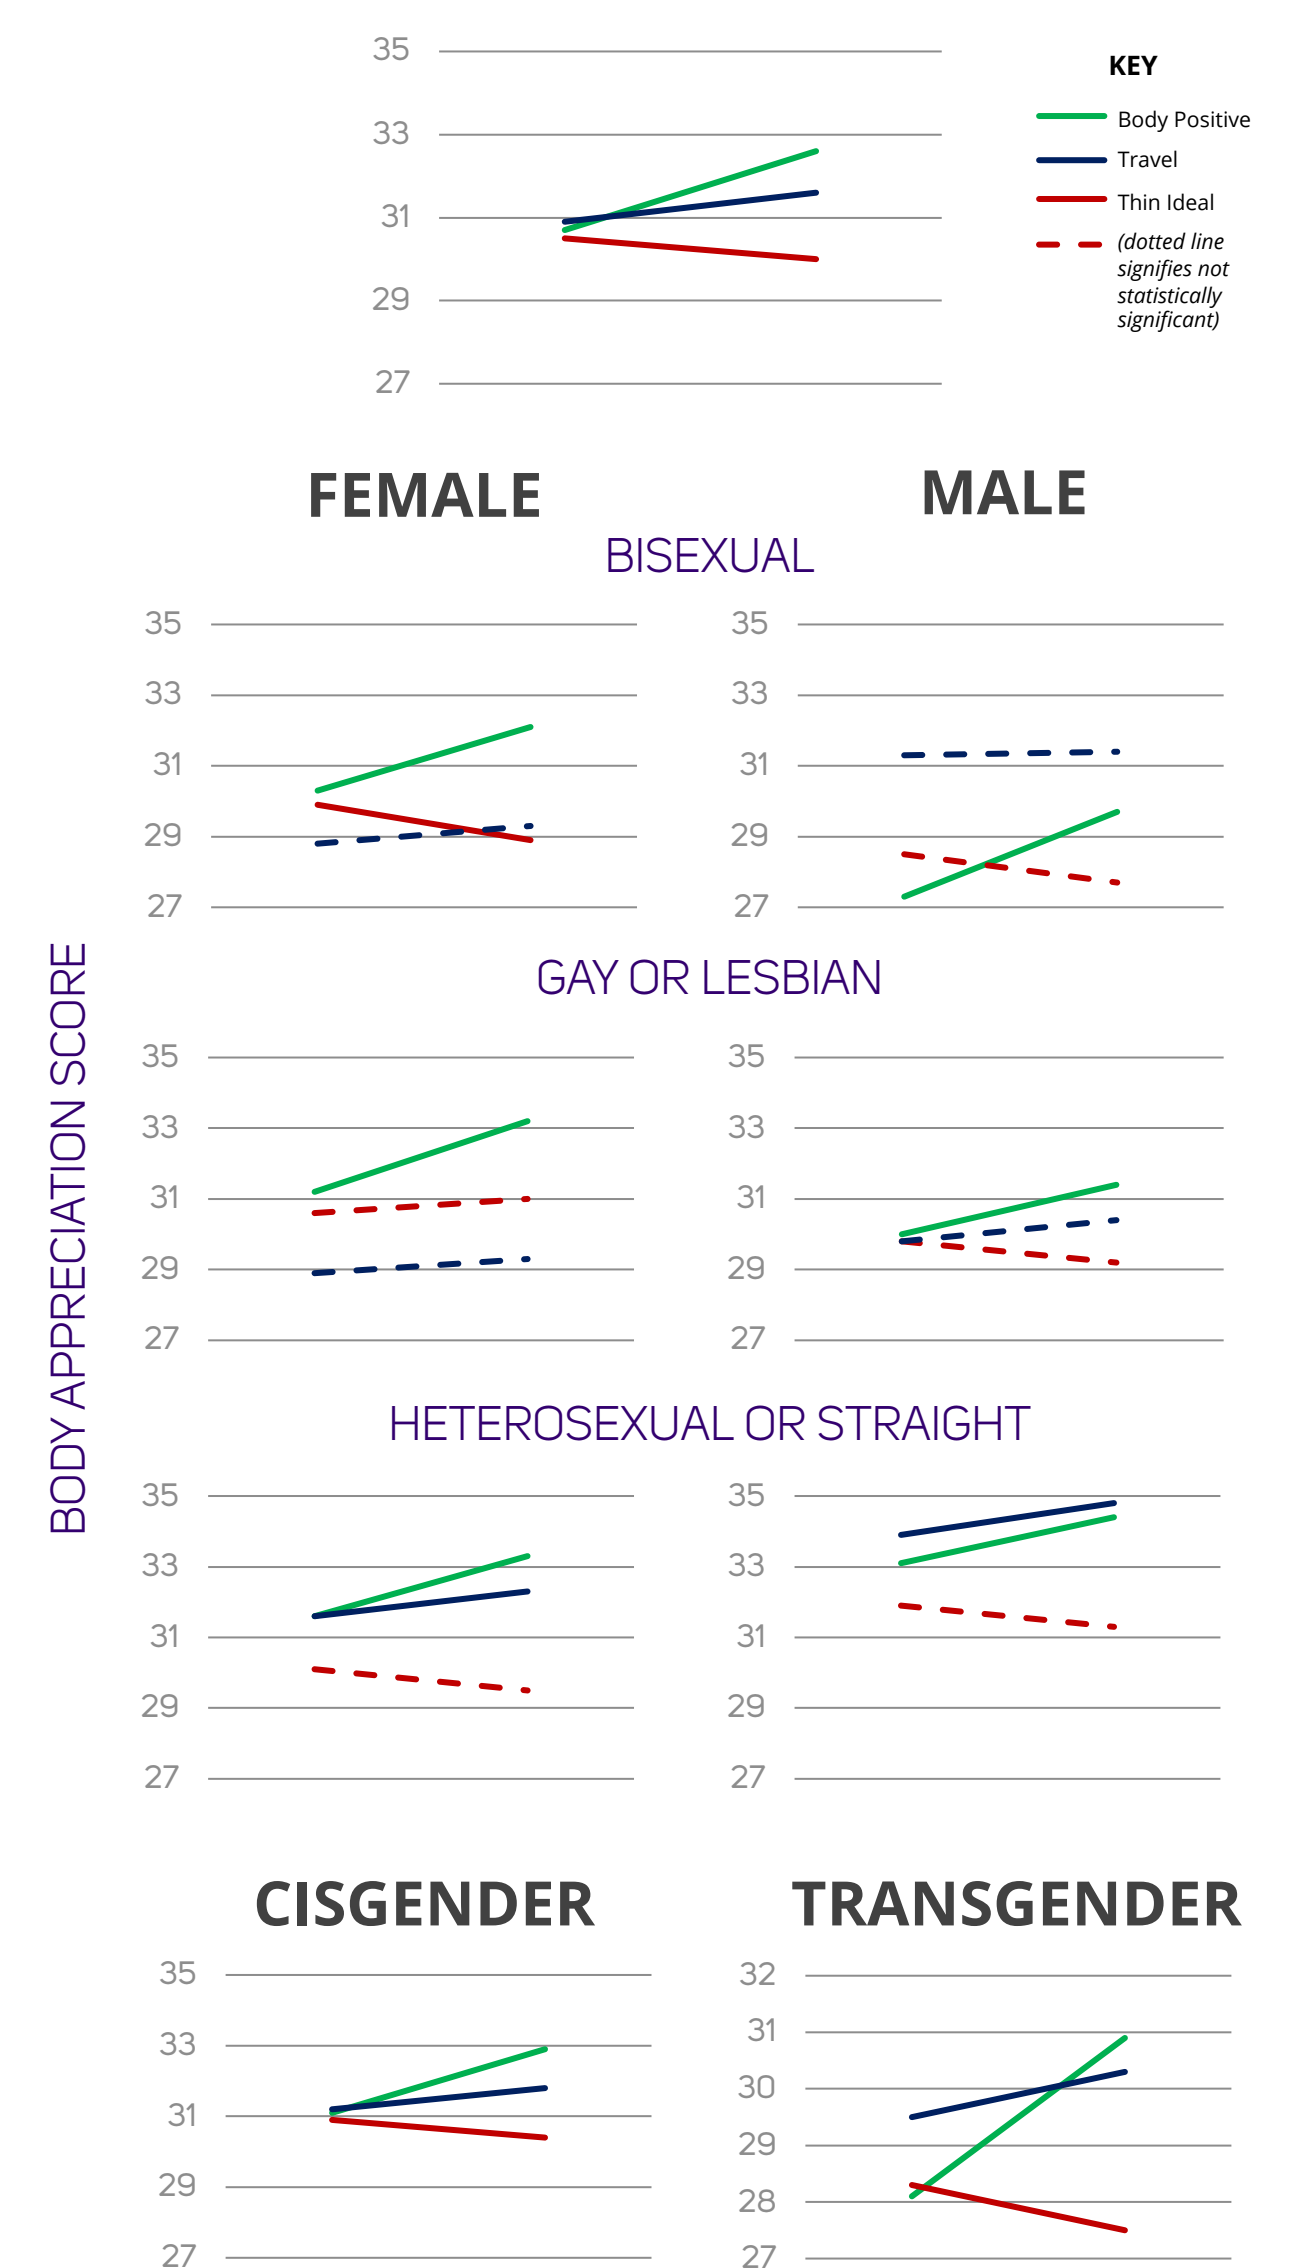 35
33
31
29
27
KEY
Body Positive
Travel
Thin Ideal
(dotted line
signifies not
statistically
significant)
FEMALE
MALE
BISEXUAL
35
33
31
29
27
35
33
31
29
27
BODY APPRECIATION SCORE
GAY OR LESBIAN
35
33
31
29
27
35
33
31
29
27
HETEROSEXUAL OR STRAIGHT
35
33
31
29
27
35
33
31
29
27
CISGENDER
TRANSGENDER
35
33
31
29
27
32
31
30
29
28
27